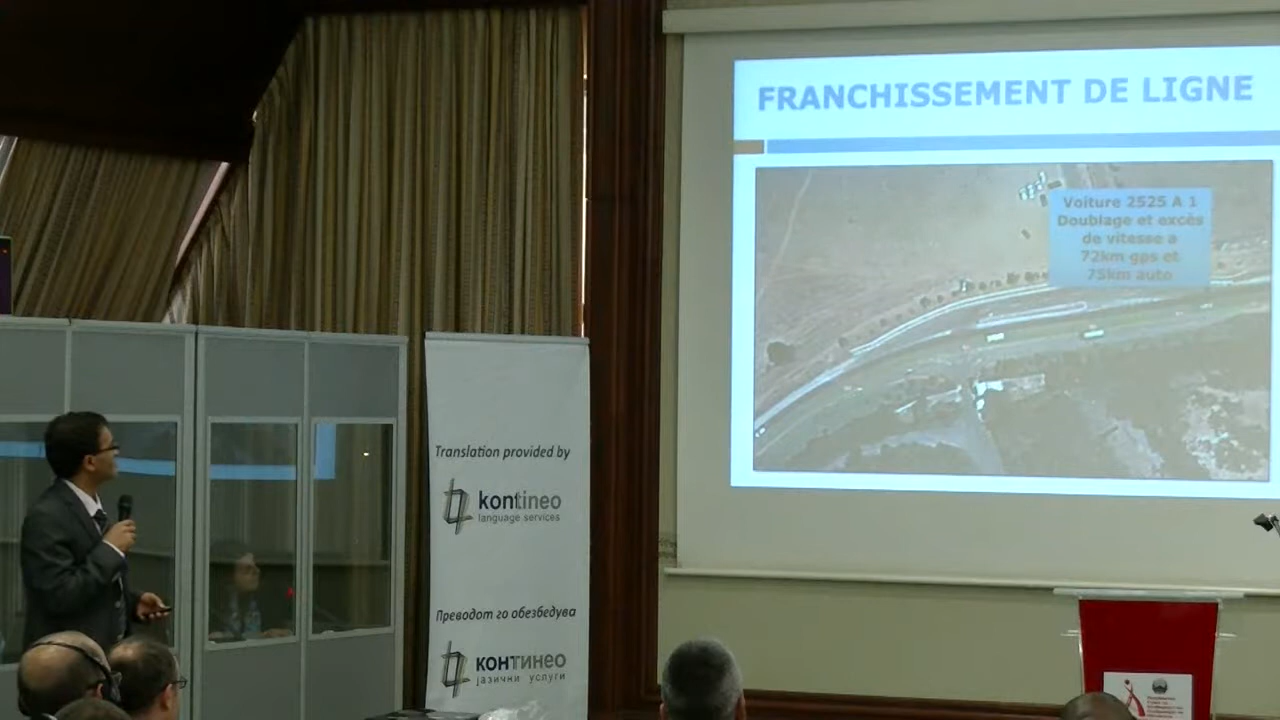 FRANCHISSEMENT DE LIGNE
Voiture 2525 A 1
Doublage et excès
de vitesse a
72km gps et
75km auto
Translation provided by
kontineo
language services
Преводот го обезбедува
континео
јазични услуги